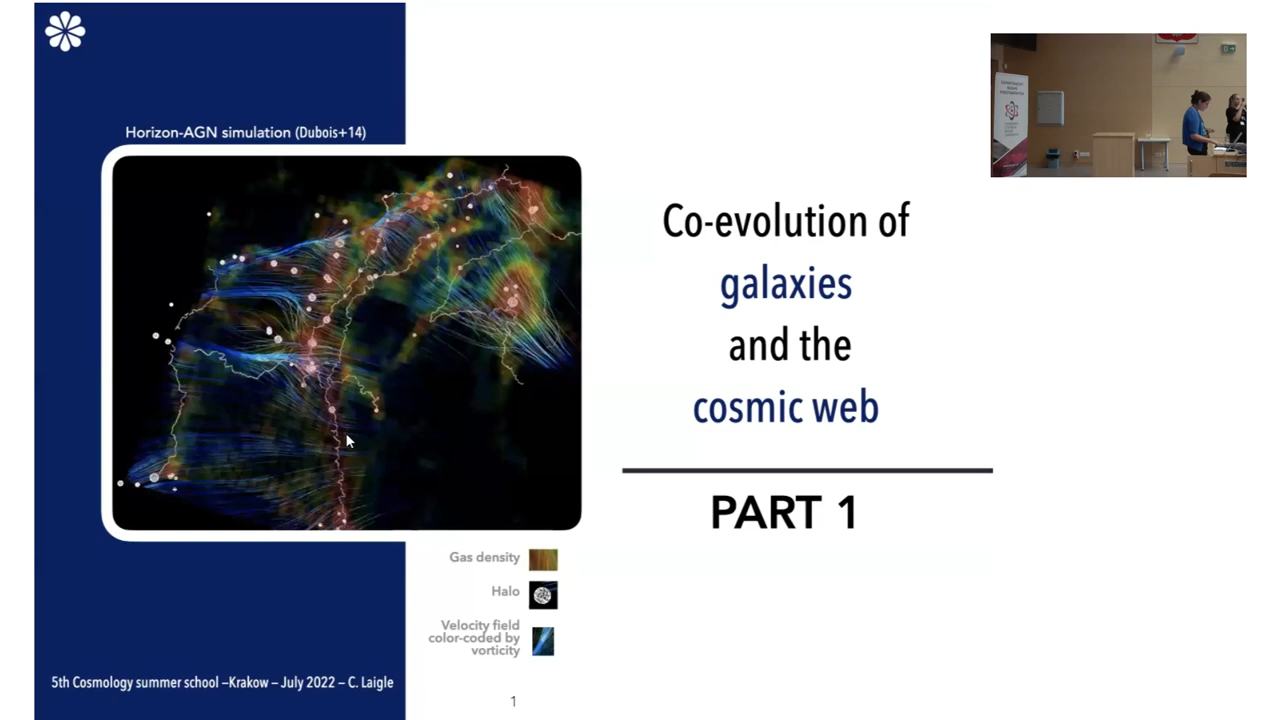 Horizon-AGN simulation (Dubois+14)
Co-evolution of
galaxies
and the
cosmic web
PART 1
Gas density
Halo
Velocity field
color-coded by
vorticity
5th Cosmology summer school –Krakow – July 2022 – C. Laigle
1